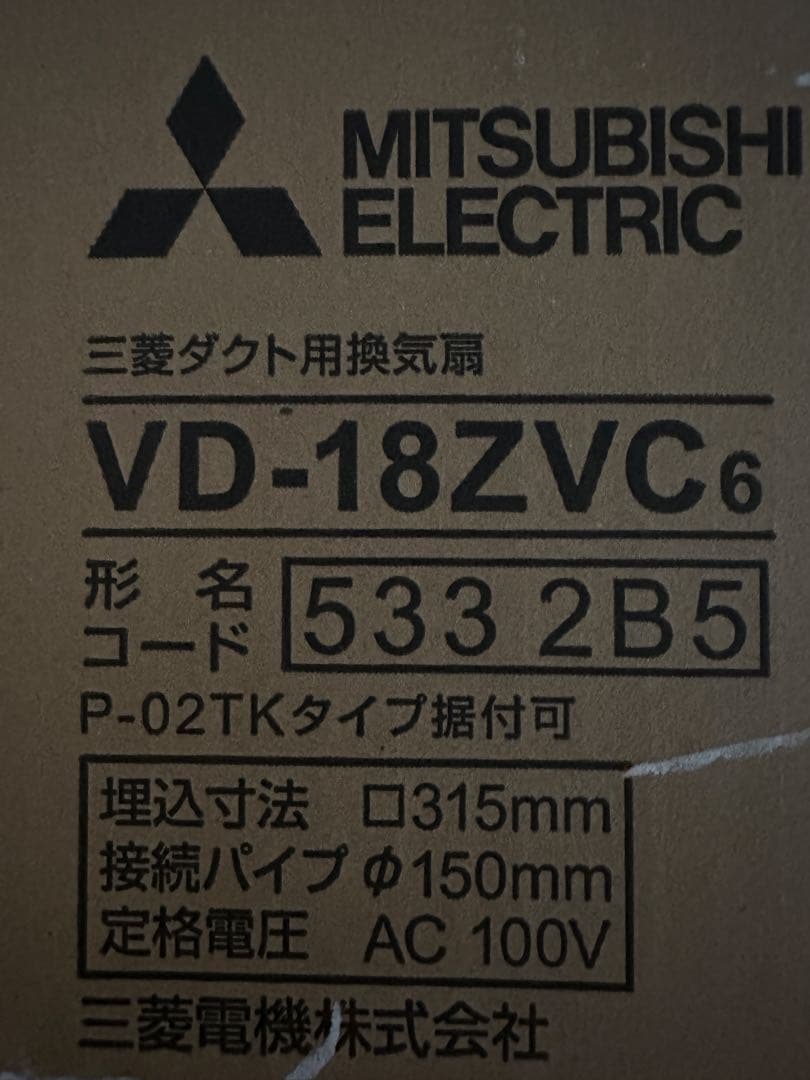 MITSUBISHI
ELECTRIC
三菱ダクト用換気扇
VD-18ZVC6
形名
コード
533 2B5
P-02TKタイプ据付可
埋込寸法 □315mm
接続パイプ φ150mm
定格電圧 AC 100V
三菱電機株式会社